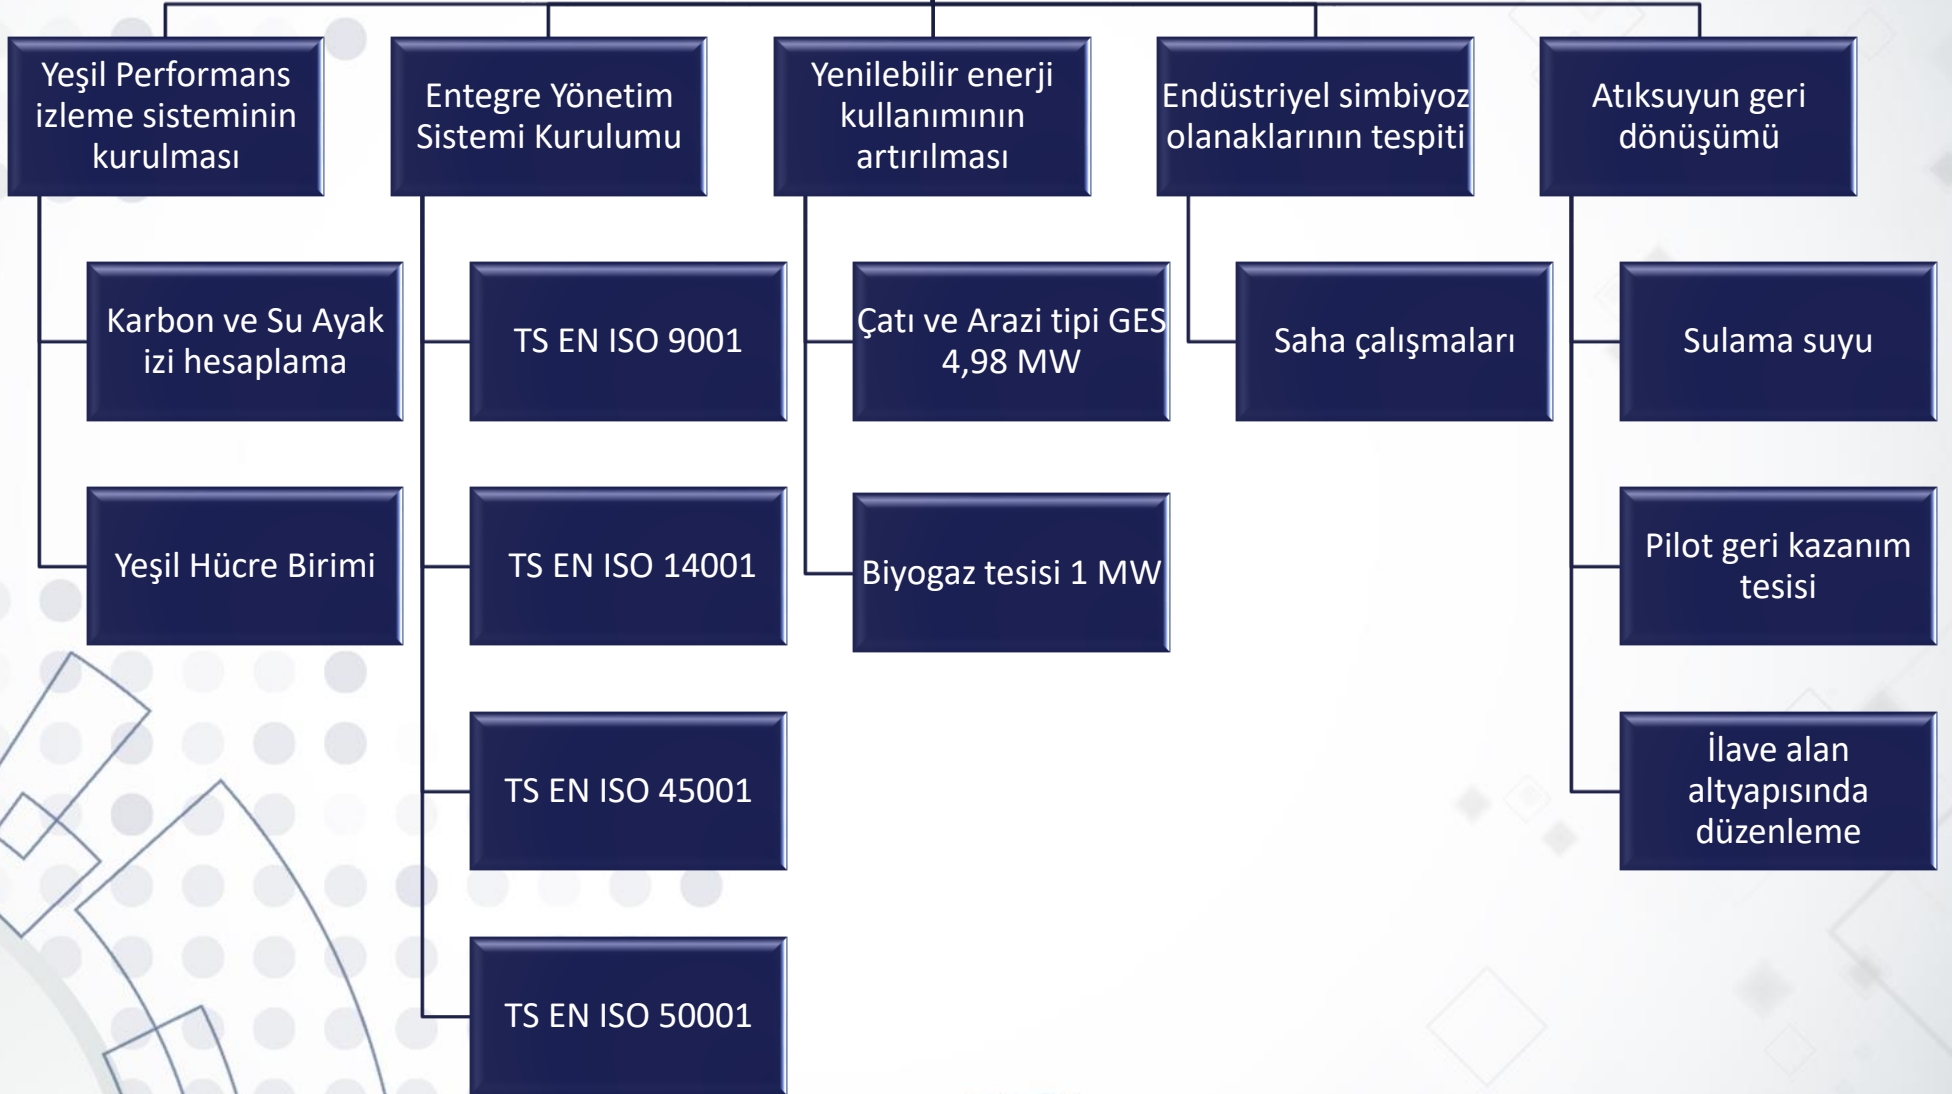 Yeşil Performans
izleme sisteminin
kurulması
Karbon ve Su Ayak
izi hesaplama
Yeşil Hücre Birimi
Entegre Yönetim
Sistemi Kurulumu
TS EN ISO 9001
TS EN ISO 14001
TS EN ISO 45001
TS EN ISO 50001
Yenilebilir enerji
kullanımının
artırılması
Çatı ve Arazi tipi GES
4,98 MW
Biyogaz tesisi 1 MW
Endüstriyel simbiyoz
olanaklarının tespiti
Saha çalışmaları
Atıksuyun geri
dönüşümü
Sulama suyu
Pilot geri kazanım
tesisi
İlave alan
altyapısında
düzenleme